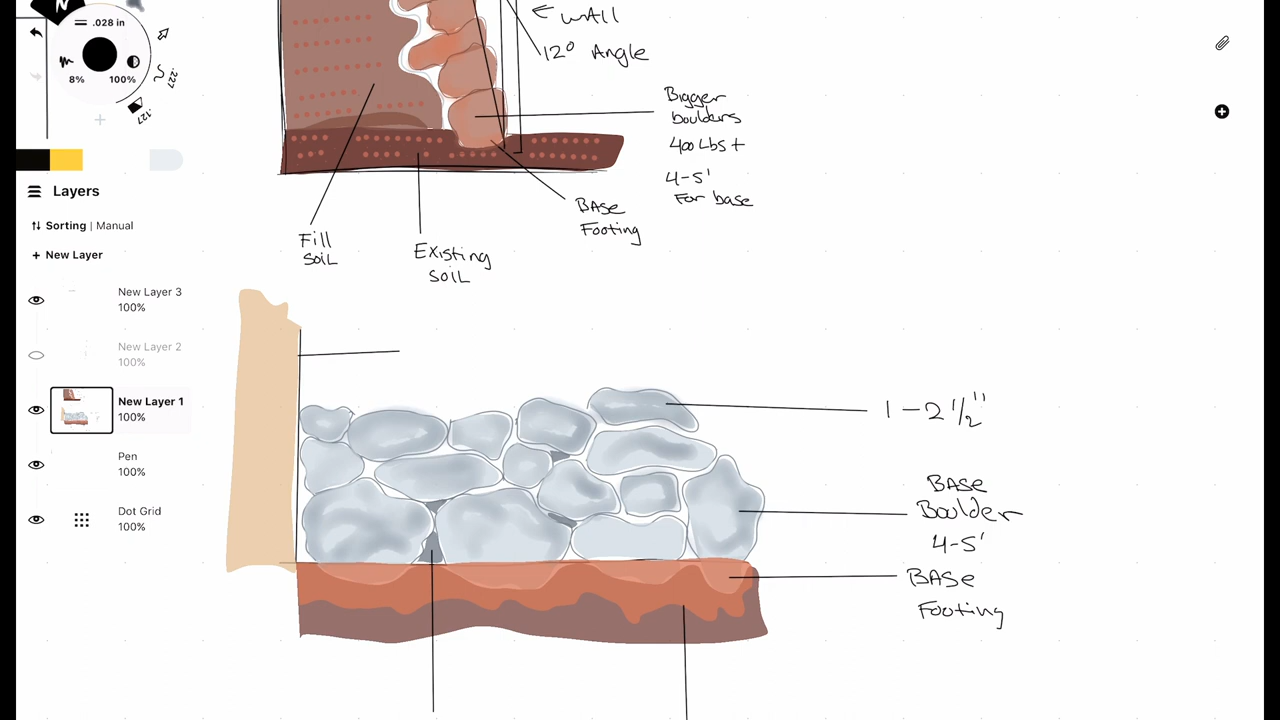 .028 in
8%
100%
.227
.127
Layers
Sorting | Manual
+ New Layer
New Layer 3
100%
New Layer 2
100%
New Layer 1
100%
Pen
100%
Dot Grid
100%
← WALL
12° Angle
Bigger
boulders
400 Lbs +
4-5'
For base
BASE
Footing
Fill
SOIL
Existing
SOIL
1 - 2 1/2"
BASE
Boulder
4-5'
BASE
Footing